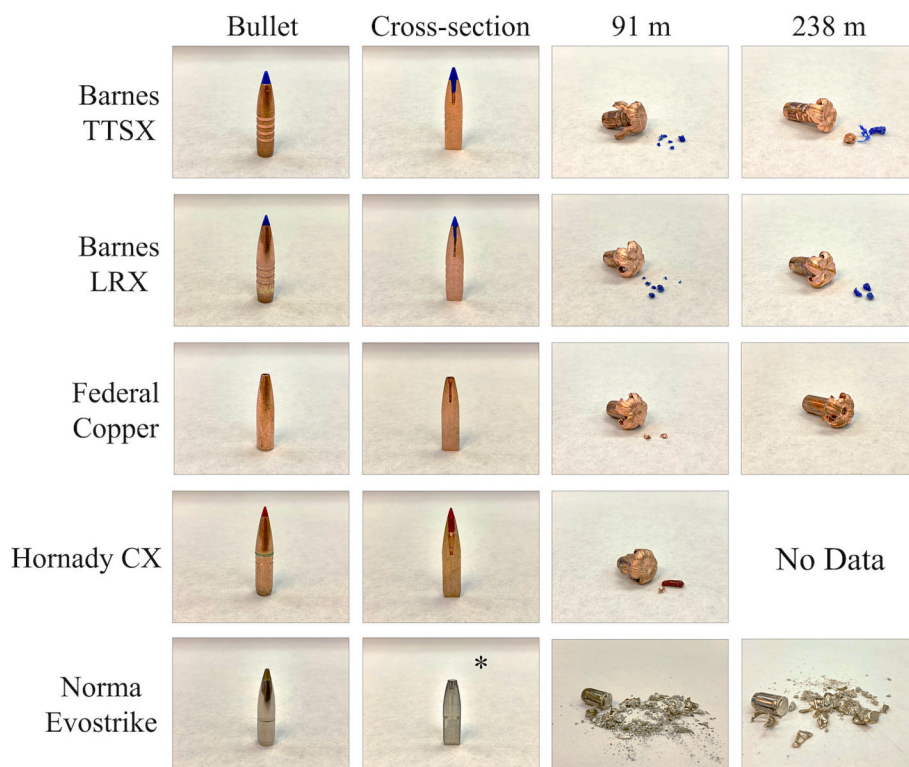 Bullet Cross-section 91 m 238 m
Barnes
TTSX
Barnes
LRX
Federal
Copper
Hornady CX No Data
*
Norma
Evostrike